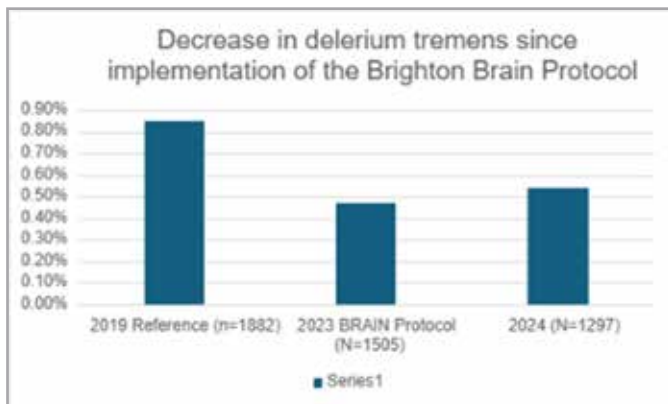 Decrease in delerium tremens since
implementation of the Brighton Brain Protocol
0.90%
0.80%
0.70%
0.60%
0.50%
0.40%
0.30%
0.20%
0.10%
0.00%
2019 Reference (n=1882)
2023 BRAIN Protocol
(N=1505)
2024 (N=1297)
Series1